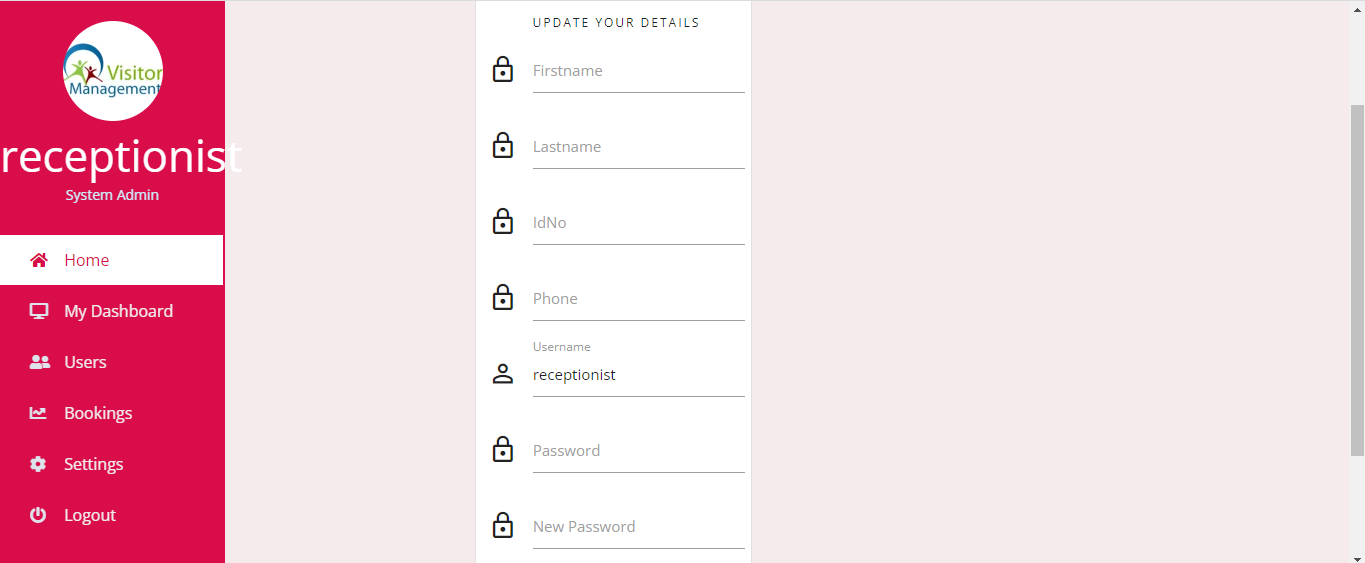 Visitor
Management
receptionist
System Admin
Home
My Dashboard
Users
Bookings
Settings
Logout
UPDATE YOUR DETAILS
Firstname
Lastname
IdNo
Phone
Username
receptionist
Password
New Password